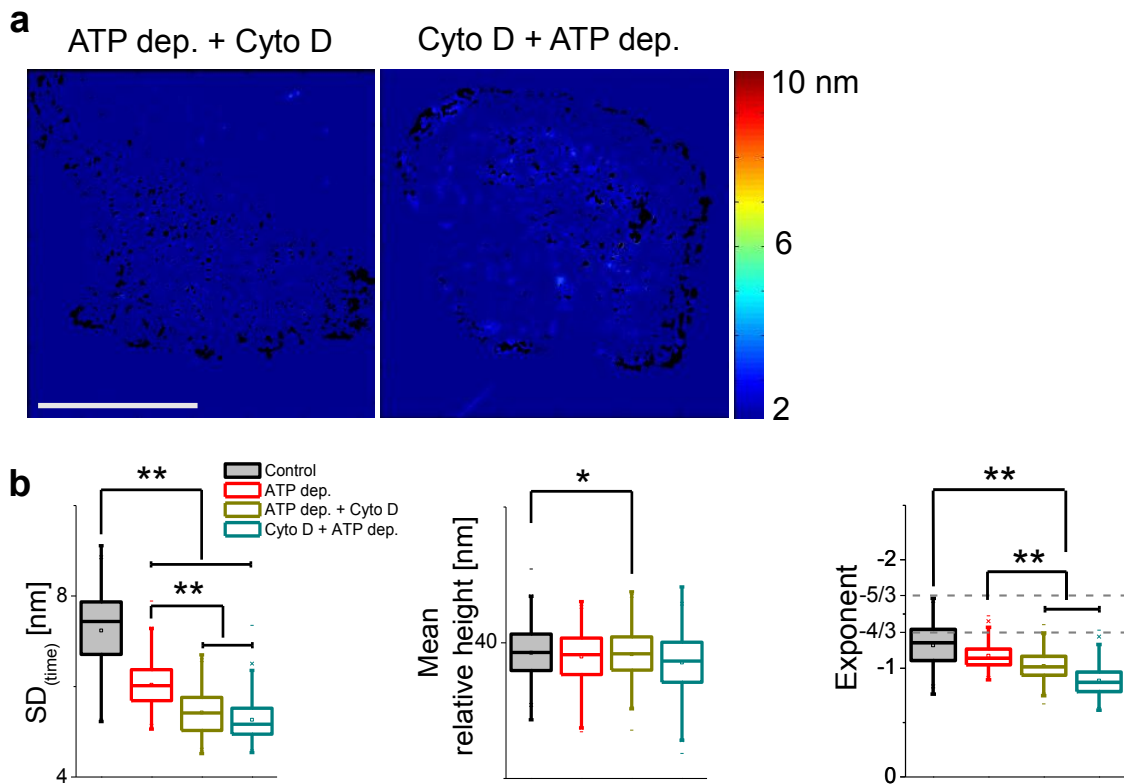 a
ATP dep. + Cyto D
Cyto D + ATP dep.
10 nm
6
2
b
**
Control
ATP dep.
ATP dep. + Cyto D
Cyto D + ATP dep.
**
8
4
SD(time) [nm]
*
40
Mean
relative height [nm]
**
**
-2
-5/3
-4/3
-1
0
Exponent